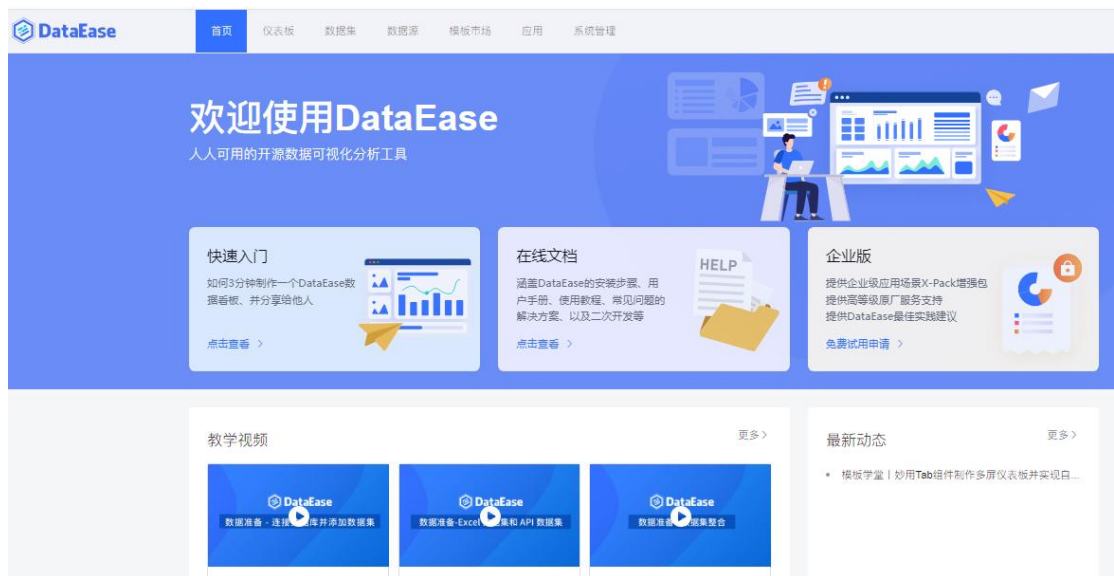 DataEase
首页 仪表板 数据集 数据源 模板市场 应用 系统管理
欢迎使用DataEase
人人可用的开源数据可视化分析工具
快速入门
如何3分钟制作一个DataEase数
据看板、并分享给他人
点击查看 >
在线文档
HELP
涵盖DataEase的安装步骤、用
户手册、使用教程、常见问题的
解决方案、以及二次开发等
点击查看 >
企业版
提供企业级应用场景X-Pack增强包
提供高等级原厂服务支持
提供DataEase最佳实践建议
免费试用申请 >
教学视频
更多 >
DataEase
数据准备 - 连接 库并添加数据集
DataEase
数据准备-Excel 集和 API 数据集
DataEase
数据准备 据集整合
最新动态
更多 >
• 模板学堂丨妙用Tab组件制作多屏仪表板并实现自...